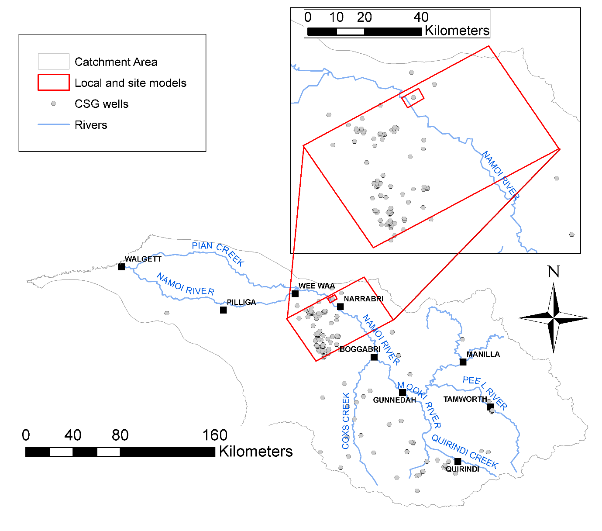 0 10 20 40
Kilometers
Catchment Area
Local and site models
CSG wells
Rivers
NAMOI RIVER
PIAN CREEK
WALGETT
NAMOI RIVER
WEE WAA
PILLIGA
NARRABRI
N
NAMOI RIVER
BOGGABRI
MANILLA
PEEL RIVER
MOOKI RIVER
GUNNEDAH
TAMWORTH
COXS CREEK
QUIRINDI CREEK
QUIRINDI
0 40 80 160
Kilometers